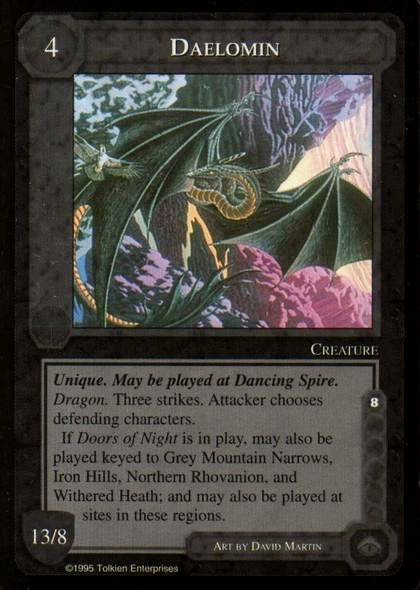 4
DAELOMIN
CREATURE
Unique. May be played at Dancing Spire.
Dragon. Three strikes. Attacker chooses
defending characters.
If Doors of Night is in play, may also be
played keyed to Grey Mountain Narrows,
Iron Hills, Northern Rhovanion, and
Withered Heath; and may also be played at
sites in these regions.
8
13/8
ART BY DAVID MARTIN
©1995 Tolkien Enterprises